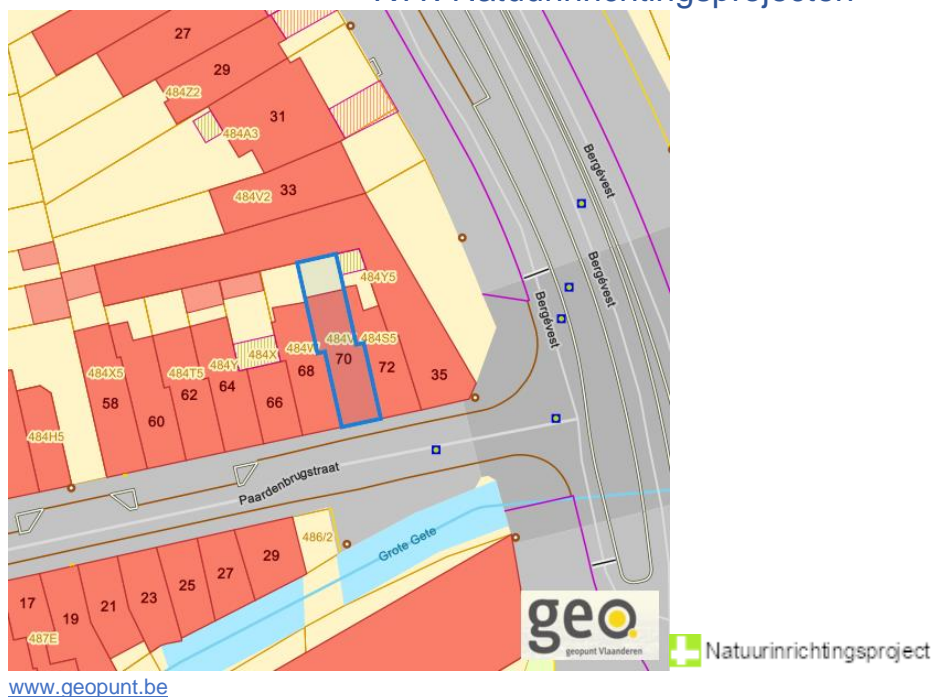 27
29
484Z2
31
484A3
33
484V2
Bergévest
Bergévest
Bergévest
484Y5
484X5
484T5
484Y
484X
484W
484V
484S5
58
60
62
64
66
68
70
72
35
484H5
Paardenbrugstraat
486/2
Grote Gete
17
19
21
23
25
27
29
487E
geo.
geopunt Vlaanderen
Natuurinrichtingsproject
www.geopunt.be